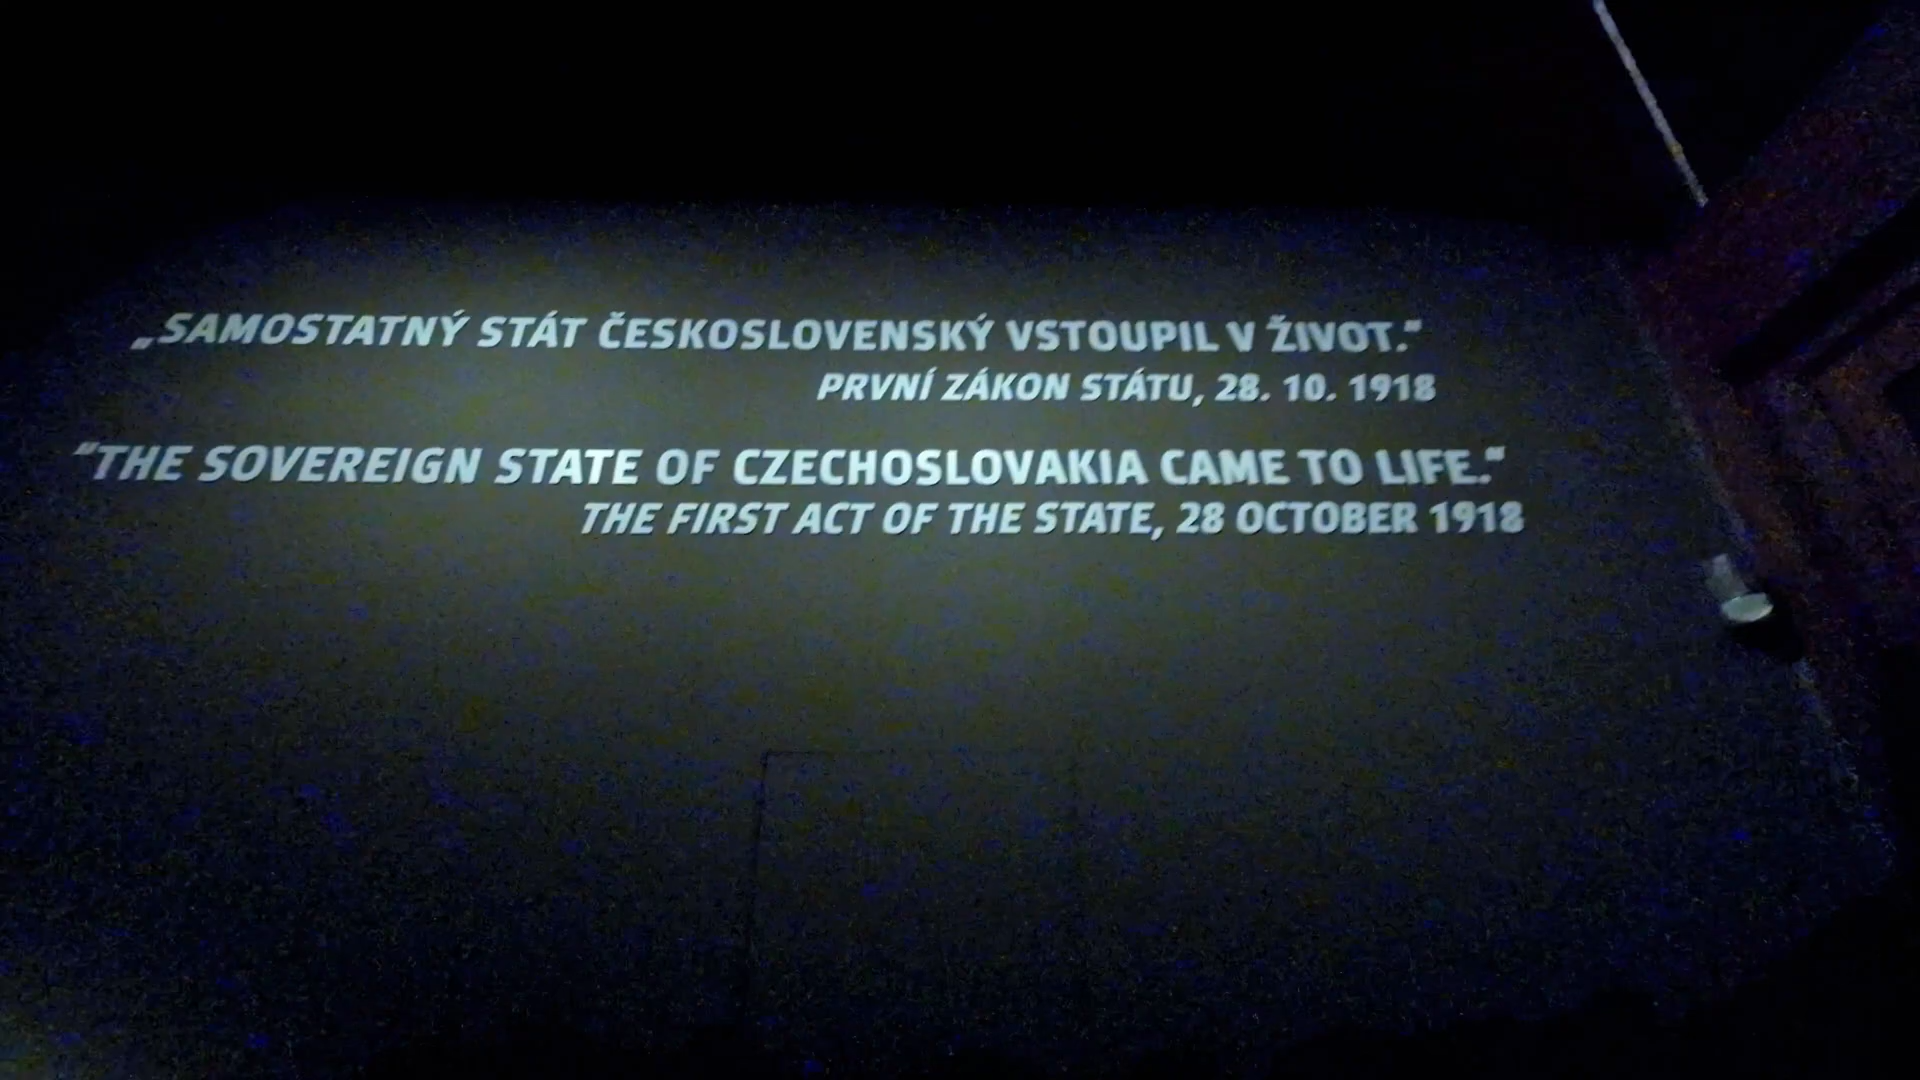 „SAMOSTATNÝ STÁT ČESKOSLOVENSKÝ VSTOUPIL V ŽIVOT.“
PRVNÍ ZÁKON STÁTU, 28. 10. 1918
“THE SOVEREIGN STATE OF CZECHOSLOVAKIA CAME TO LIFE.“
THE FIRST ACT OF THE STATE, 28 OCTOBER 1918